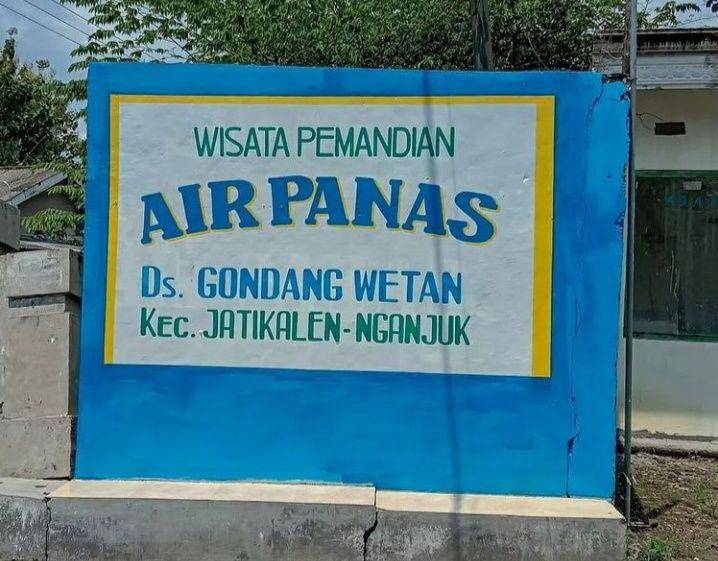 WISATA PEMANDIAN
AIR PANAS
Ds. GONDANG WETAN
Kec. JATIKALEN-NGANJUK